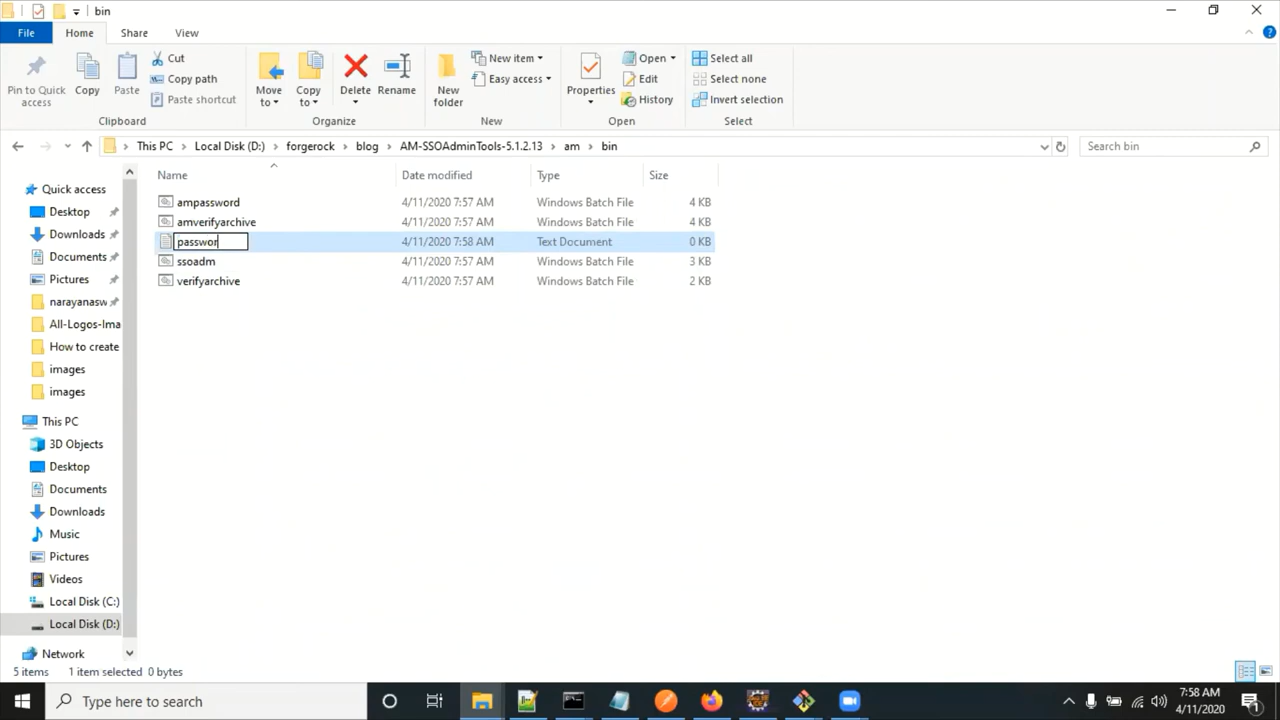 bin
File
Home
Share
View
Pin to Quick access
Copy
Paste
Cut
Copy path
Paste shortcut
Clipboard
Move to
Copy to
Delete
Rename
Organize
New folder
New item
Easy access
New
Properties
Open
Edit
History
Open
Select all
Select none
Invert selection
Select
This PC
Local Disk (D:)
forgerock
blog
AM-SSOAdminTools-5.1.2.13
am
bin
Search bin
Name
Date modified
Type
Size
ampassword 4/11/2020 7:57 AM Windows Batch File 4 KB
amverifyarchive 4/11/2020 7:57 AM Windows Batch File 4 KB
passwor 4/11/2020 7:58 AM Text Document 0 KB
ssoadm 4/11/2020 7:57 AM Windows Batch File 3 KB
verifyarchive 4/11/2020 7:57 AM Windows Batch File 2 KB
Quick access
Desktop
Downloads
Documents
Pictures
narayanasw
All-Logos-Ima
How to create
images
images
This PC
3D Objects
Desktop
Documents
Downloads
Music
Pictures
Videos
Local Disk (C:)
Local Disk (D:)
Network
5 items
1 item selected 0 bytes
Type here to search
7:58 AM
4/11/2020
1